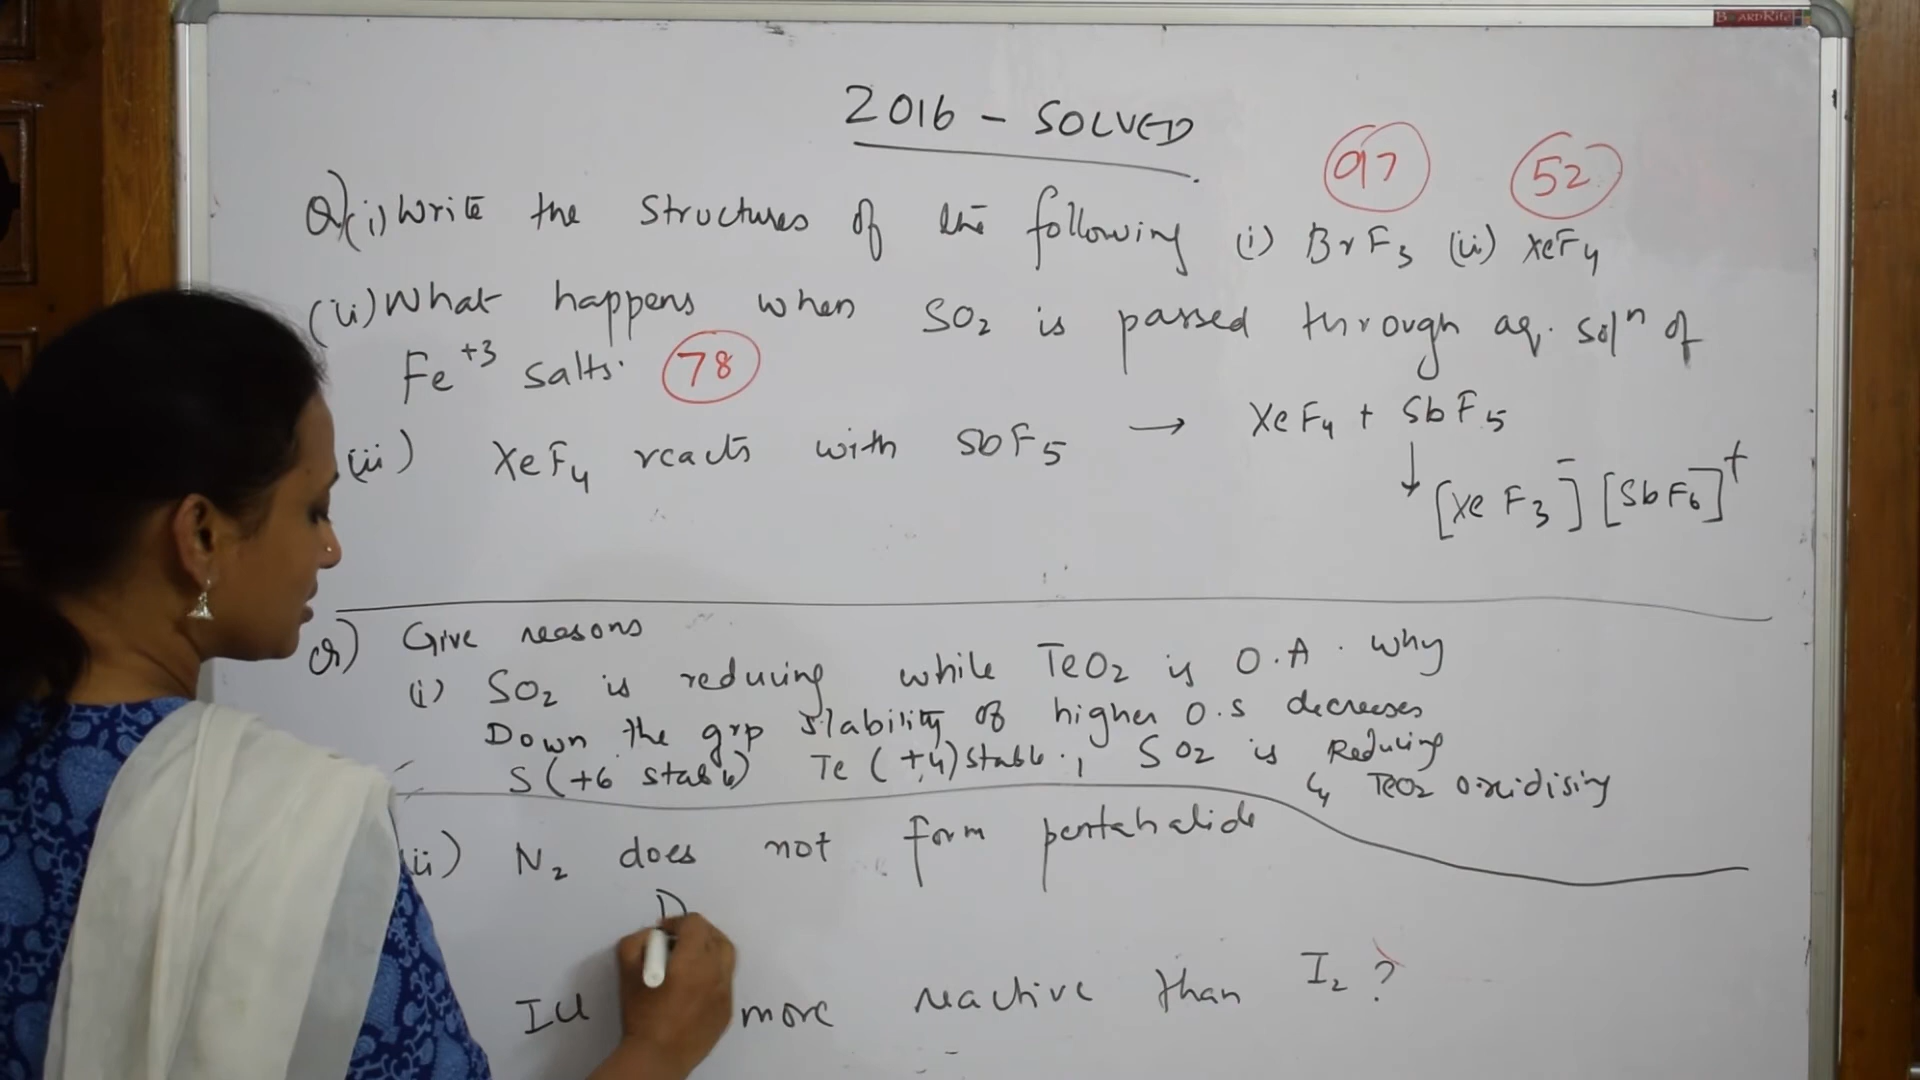 BOARDRITE
2016 - SOLVED
97 52
Q) (i) Write the structures of the following (i) BrF3 (ii) XeF4
(ii) What happens when SO2 is passed through aq. solⁿ of
Fe⁺³ salts. 78
(iii) XeF4 reacts with SbF5 → XeF4 + SbF5
↓ [XeF3⁻] [SbF6]⁺
Q) Give reasons
(i) SO2 is reducing while TeO2 is O.A. why
Down the grp stability of higher O.S decreases
S (+6 stable) Te (+4) stable., SO2 is Reducing
TeO2 oxidising
(ii) N2 does not form pentahalide
D
ICl more reactive than I2?